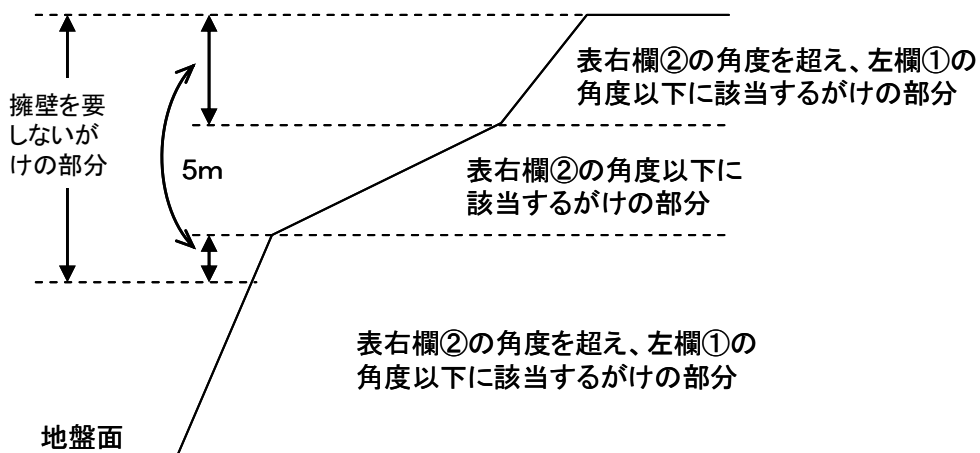 表右欄②の角度を超え、左欄①の
角度以下に該当するがけの部分
擁壁を要
しないが
けの部分
5m
表右欄②の角度以下に
該当するがけの部分
表右欄②の角度を超え、左欄①の
角度以下に該当するがけの部分
地盤面